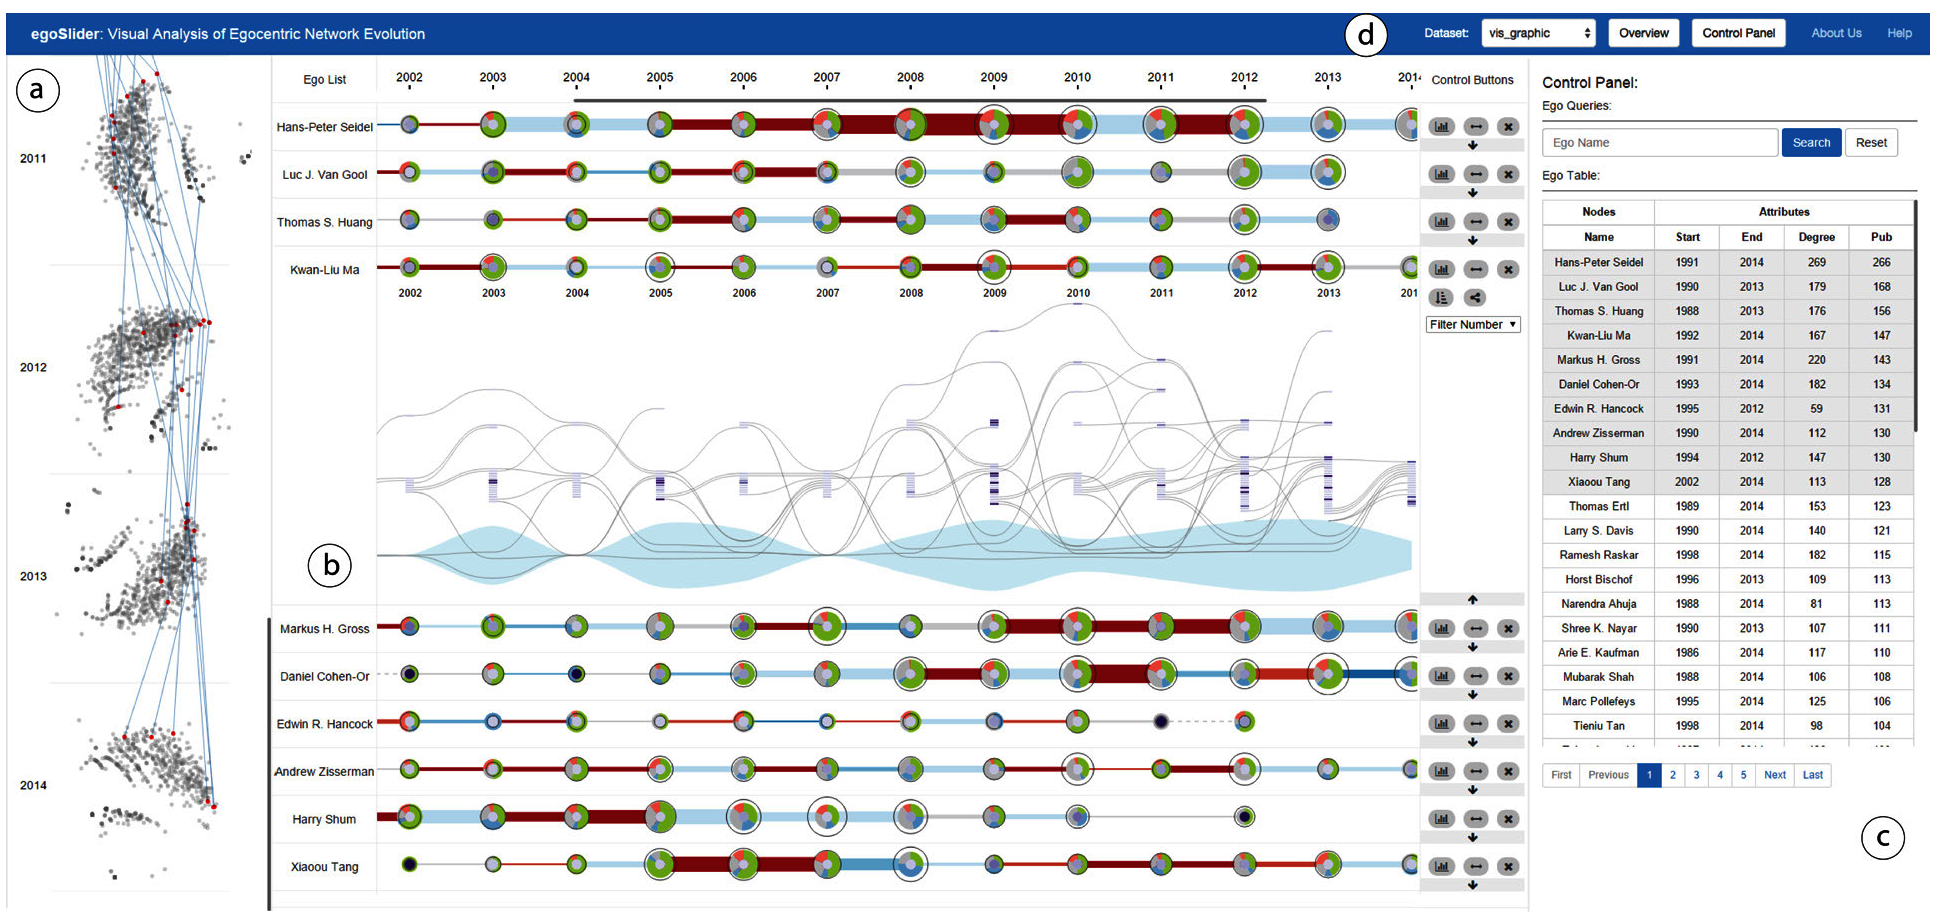 egoSlider: Visual Analysis of Egocentric Network Evolution
d
Dataset:
vis_graphic
Overview
Control Panel
About Us
Help
a
2011
2012
2013
2014
Ego List
2002 2003 2004 2005 2006 2007 2008 2009 2010 2011 2012 2013 2014
Control Buttons
Hans-Peter Seidel
Luc J. Van Gool
Thomas S. Huang
Kwan-Liu Ma
2002 2003 2004 2005 2006 2007 2008 2009 2010 2011 2012 2013 201
Filter Number
b
Markus H. Gross
Daniel Cohen-Or
Edwin R. Hancock
Andrew Zisserman
Harry Shum
Xiaoou Tang
Control Panel:
Ego Queries:
Ego Name
Search
Reset
Ego Table:
Nodes Attributes
Name Start End Degree Pub
Hans-Peter Seidel 1991 2014 269 266
Luc J. Van Gool 1990 2013 179 168
Thomas S. Huang 1988 2013 176 156
Kwan-Liu Ma 1992 2014 167 147
Markus H. Gross 1991 2014 220 143
Daniel Cohen-Or 1993 2014 182 134
Edwin R. Hancock 1995 2012 59 131
Andrew Zisserman 1990 2014 112 130
Harry Shum 1994 2012 147 130
Xiaoou Tang 2002 2014 113 128
Thomas Ertl 1989 2014 153 123
Larry S. Davis 1990 2014 140 121
Ramesh Raskar 1998 2014 182 115
Horst Bischof 1996 2013 109 113
Narendra Ahuja 1988 2014 81 113
Shree K. Nayar 1990 2013 107 111
Arie E. Kaufman 1986 2014 117 110
Mubarak Shah 1988 2014 106 108
Marc Pollefeys 1995 2014 125 106
Tieniu Tan 1998 2014 98 104
First Previous 1 2 3 4 5 Next Last
c